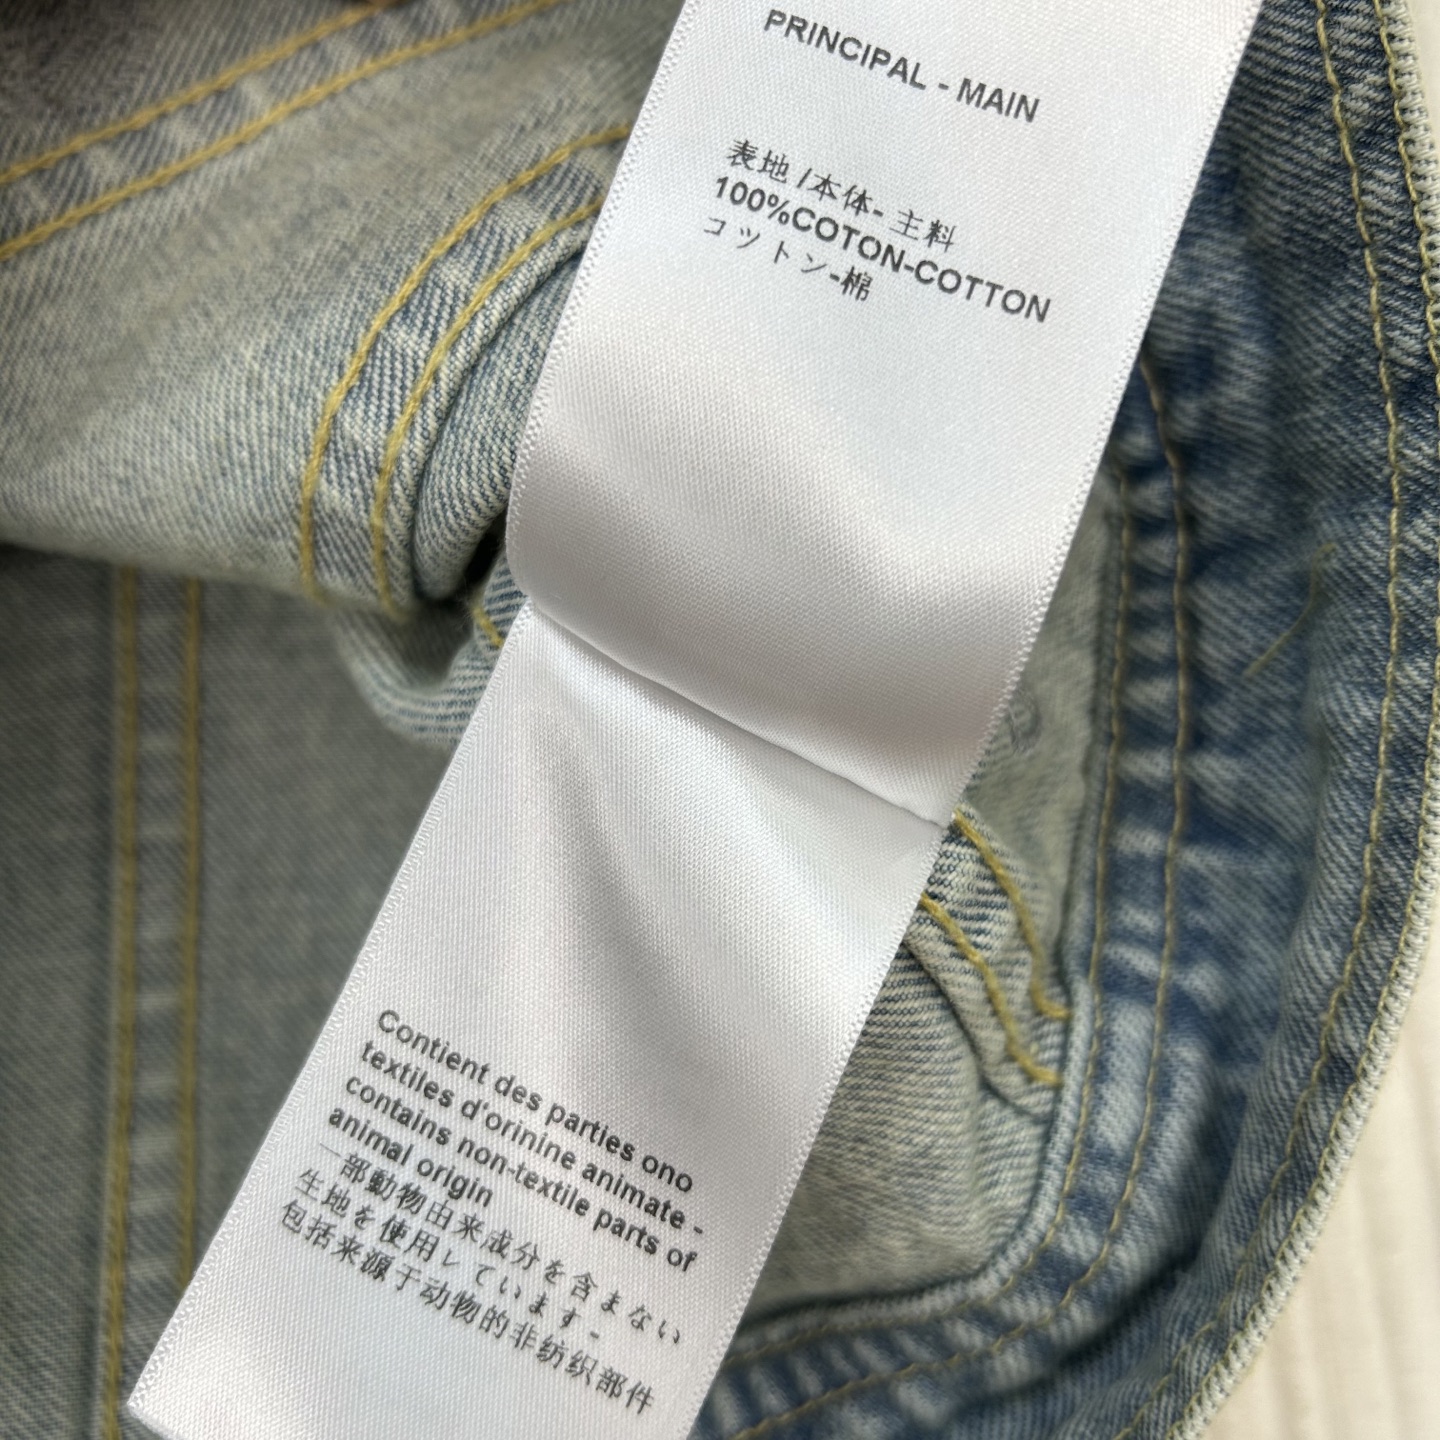 PRINCIPAL - MAIN
表地 /本体- 主料
100%COTON-COTTON
コットン-棉
Contient des parties ono
textiles d'orinine animate -
contains non-textile parts of
animal origin
一部動物由来成分を含まない
生地を使用しています-
包括来源于动物的非纺织部件